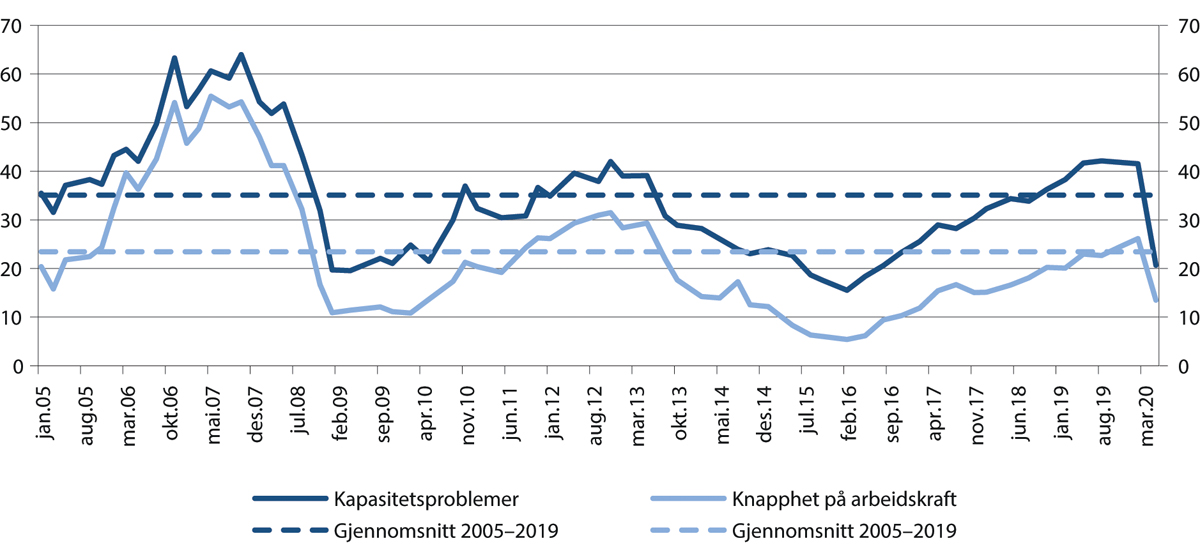 70 70
60 60
50 50
40 40
30 30
20 20
10 10
0 0
jan.05 aug.05 mar.06 okt.06 mai.07 des.07 jul.08 feb.09 sep.09 apr.10 nov.10 jun.11 jan.12 aug.12 mar.13 okt.13 mai.14 des.14 jul.15 feb.16 sep.16 apr.17 nov.17 jun.18 jan.19 aug.19 mar.20
Kapasitetsproblemer Knapphet på arbeidskraft
Gjennomsnitt 2005–2019 Gjennomsnitt 2005–2019